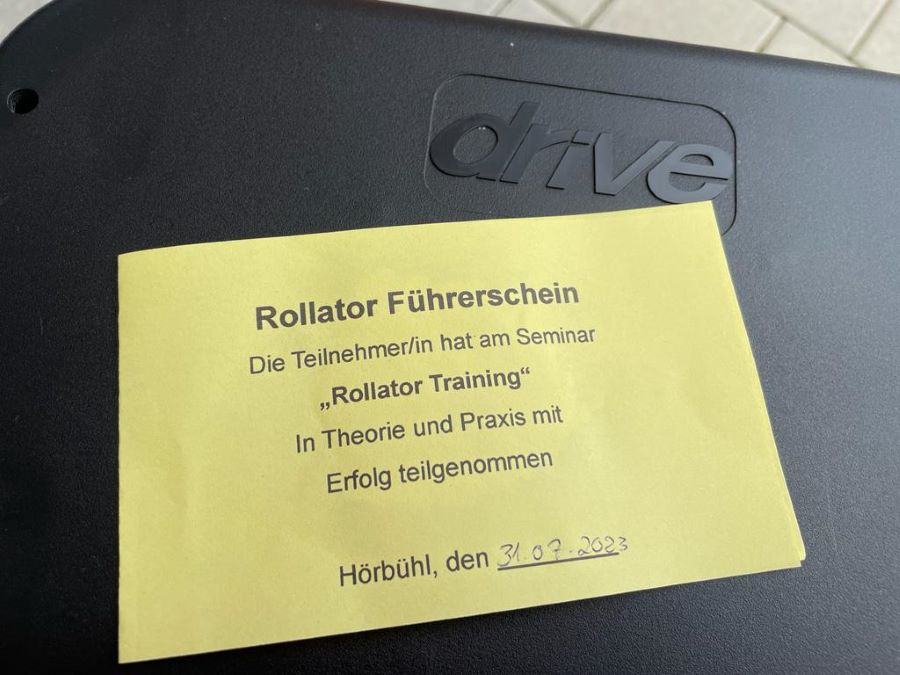 drive
Rollator Führerschein
Die Teilnehmer/in hat am Seminar
„Rollator Training“
In Theorie und Praxis mit
Erfolg teilgenommen
Hörbühl, den 31.07.2023